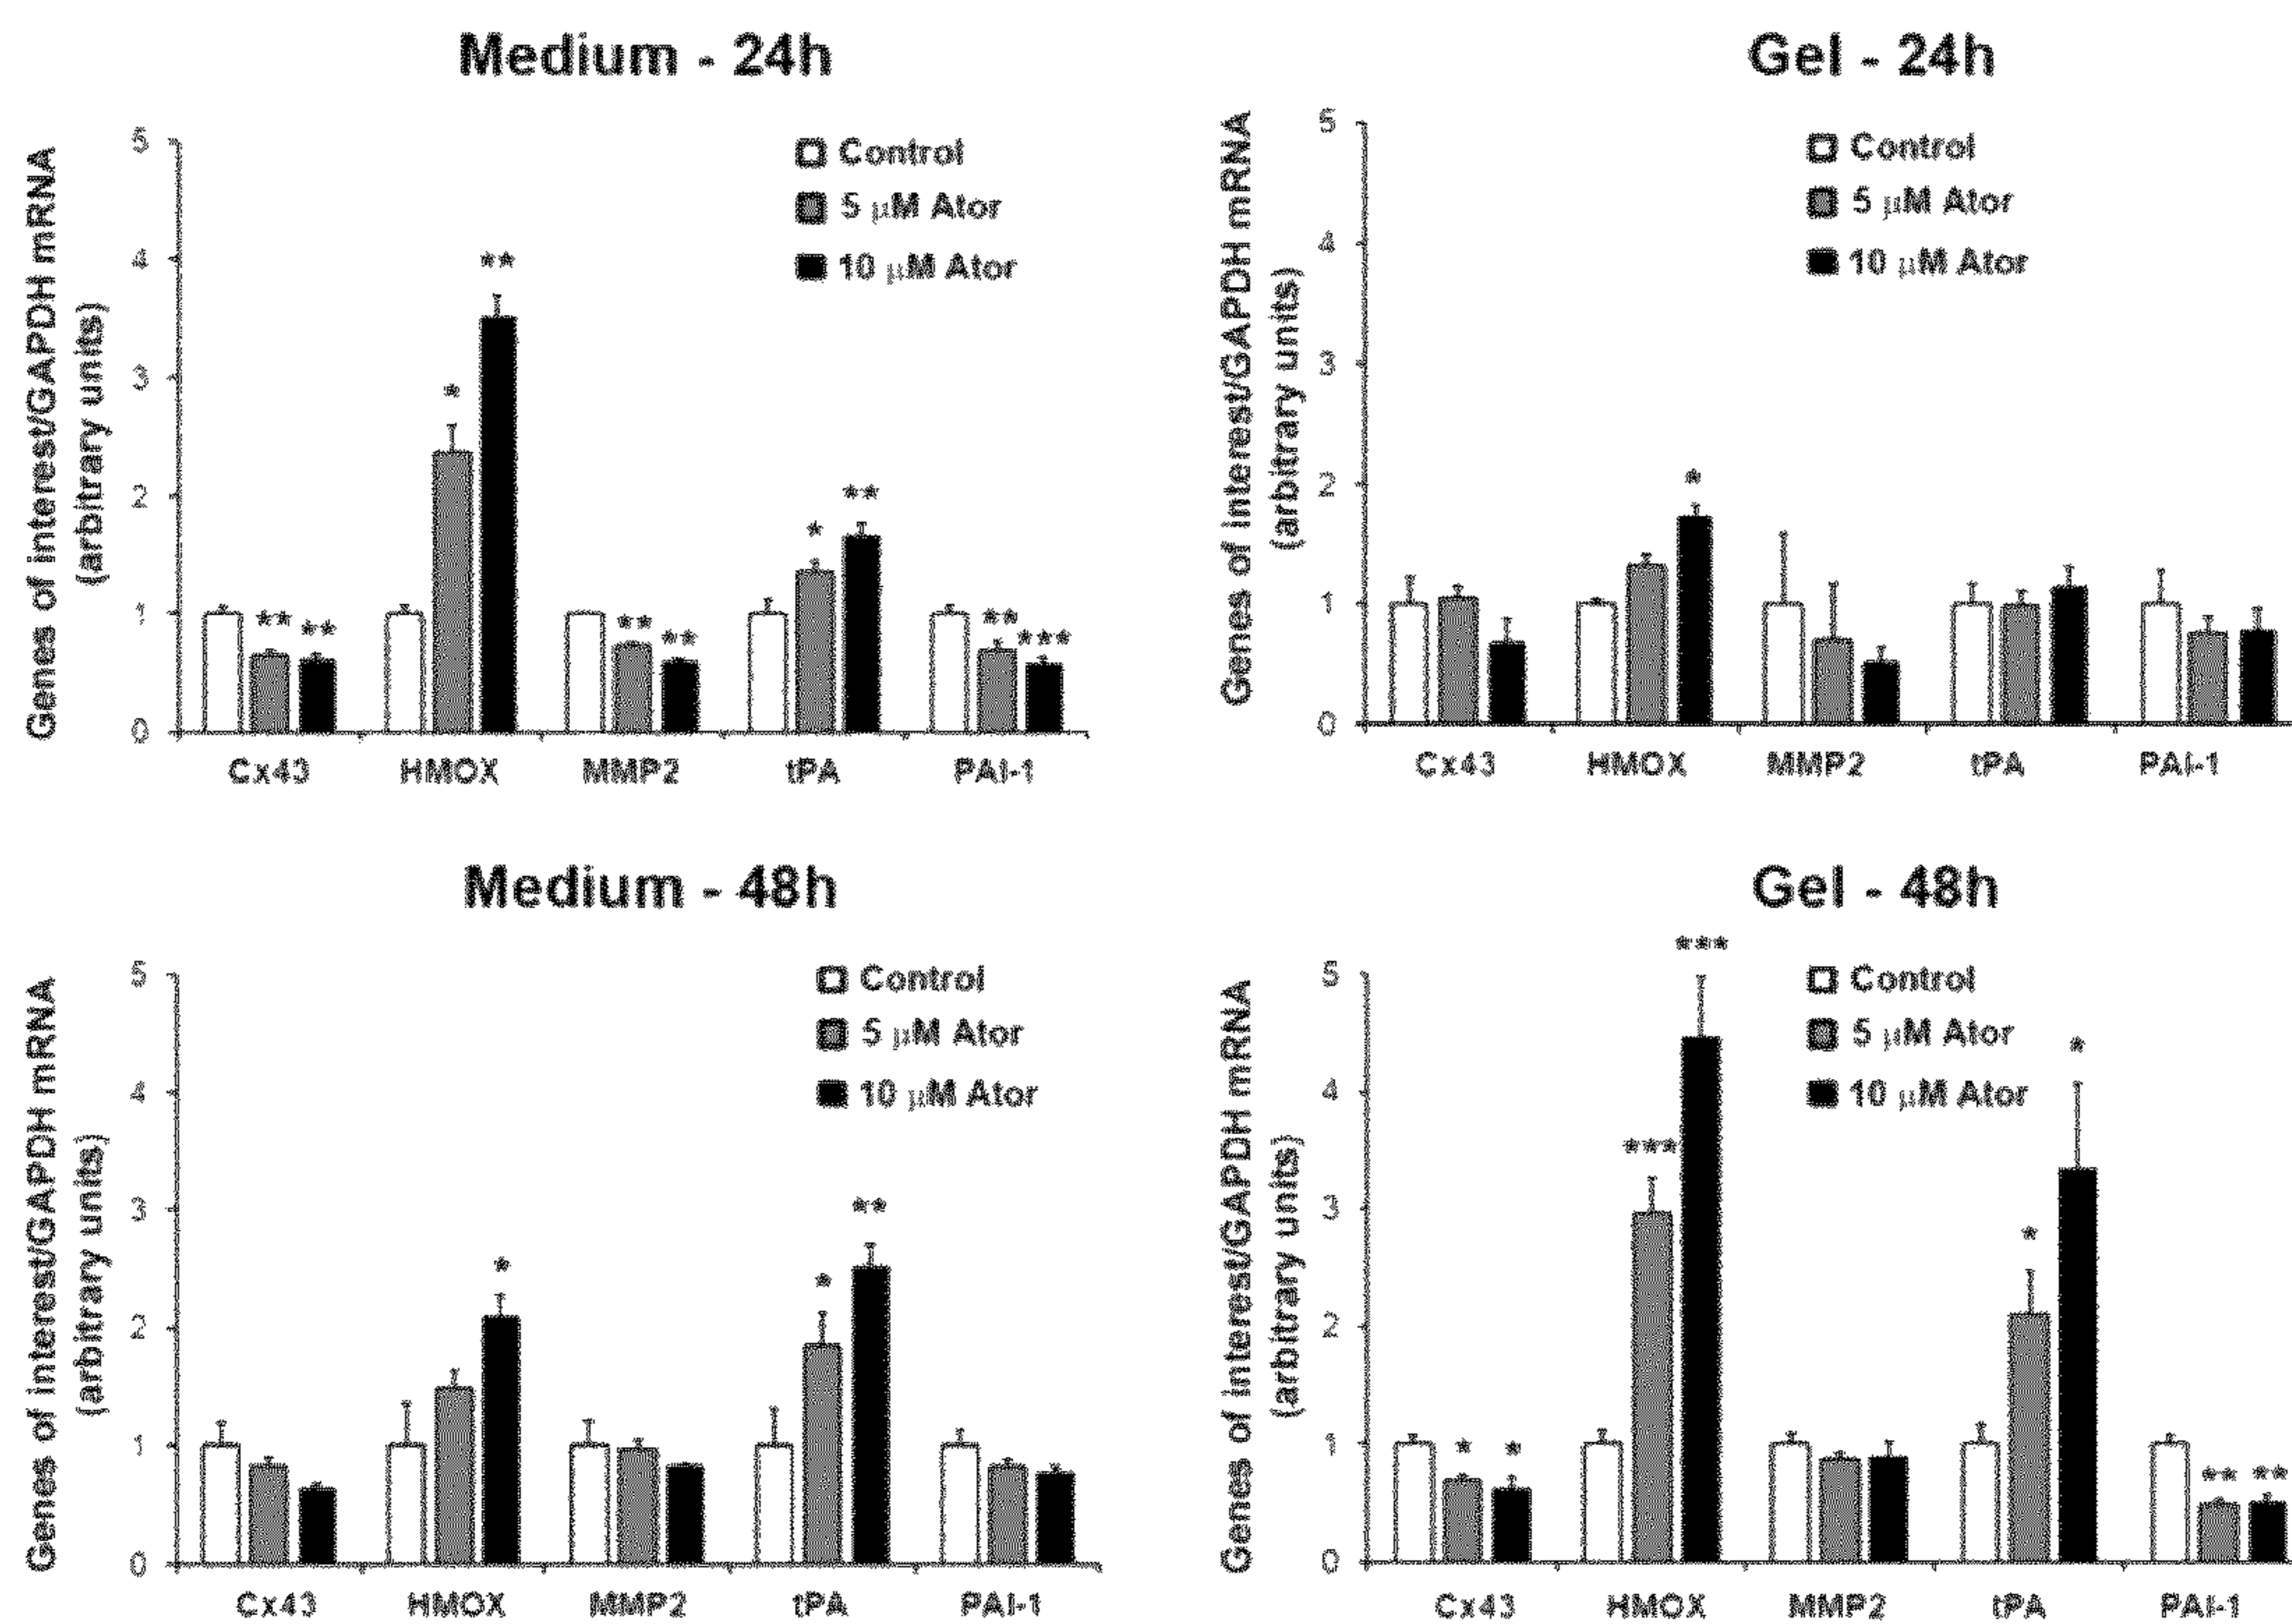 Medium - 24h
Genes of interest/GAPDH mRNA
(arbitrary units)
5
4
3
2
1
0
Control
5 µM Ator
10 µM Ator
** **
* **
** **
* **
** ***
Cx43 HMOX MMP2 tPA PAI-1
Gel - 24h
Genes of interest/GAPDH mRNA
(arbitrary units)
5
4
3
2
1
0
Control
5 µM Ator
10 µM Ator
*
Cx43 HMOX MMP2 tPA PAI-1
Medium - 48h
Genes of interest/GAPDH mRNA
(arbitrary units)
5
4
3
2
1
0
Control
5 µM Ator
10 µM Ator
*
* **
Cx43 HMOX MMP2 tPA PAI-1
Gel - 48h
Genes of interest/GAPDH mRNA
(arbitrary units)
5
4
3
2
1
0
Control
5 µM Ator
10 µM Ator
* *
*** ***
* *
** **
Cx43 HMOX MMP2 tPA PAI-1